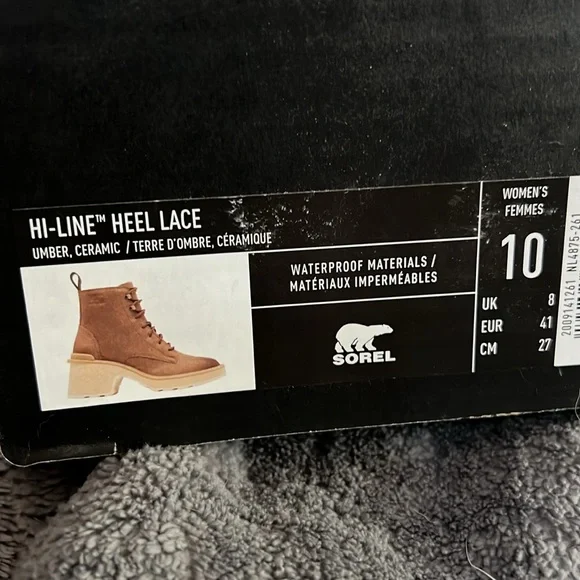 HI-LINE™ HEEL LACE
UMBER, CERAMIC / TERRE D'OMBRE, CÉRAMIQUE
WATERPROOF MATERIALS /
MATÉRIAUX IMPERMÉABLES
SOREL
WOMEN'S
FEMMES
10
UK 8
EUR 41
CM 27
2009141261 NL4875-261